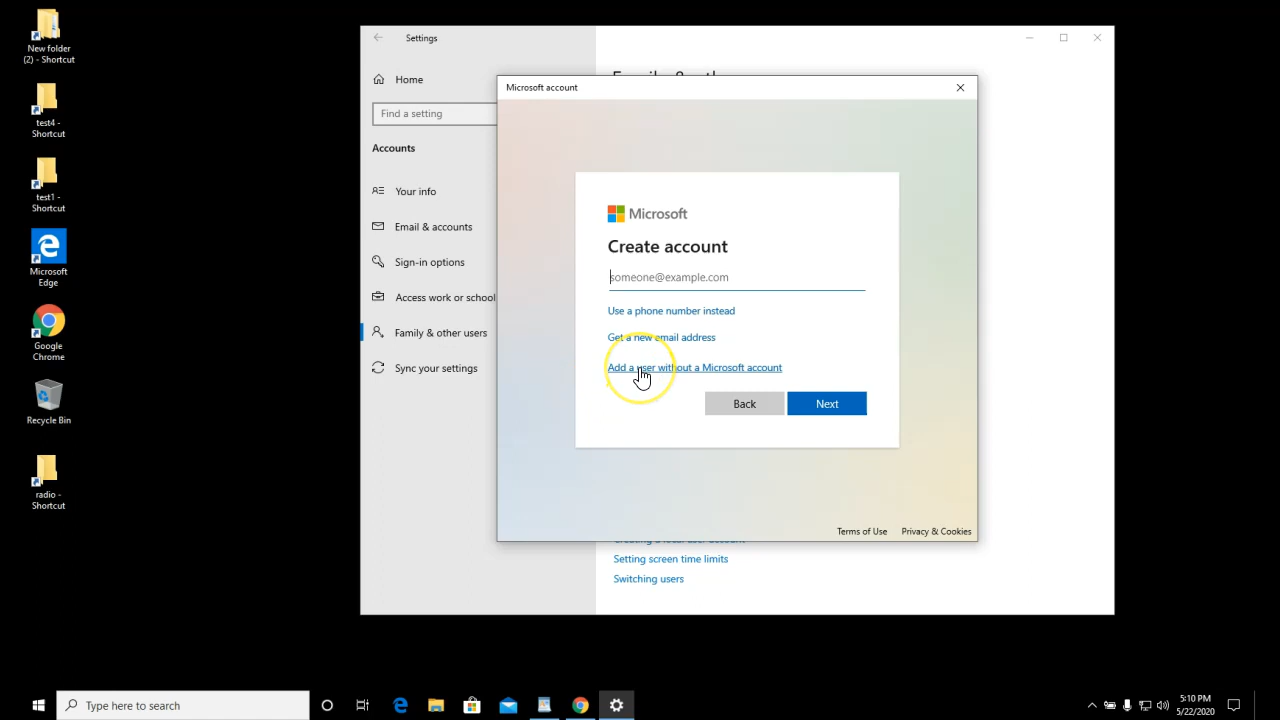 New folder
(2) - Shortcut
test4 -
Shortcut
test1 -
Shortcut
Microsoft
Edge
Google
Chrome
Recycle Bin
radio -
Shortcut
Settings
Home
Find a setting
Accounts
Your info
Email & accounts
Sign-in options
Access work or school
Family & other users
Sync your settings
Microsoft account
Microsoft
Create account
someone@example.com
Use a phone number instead
Get a new email address
Add a user without a Microsoft account
Back
Next
Terms of Use
Privacy & Cookies
Setting screen time limits
Switching users
Type here to search
5:10 PM
5/22/2020